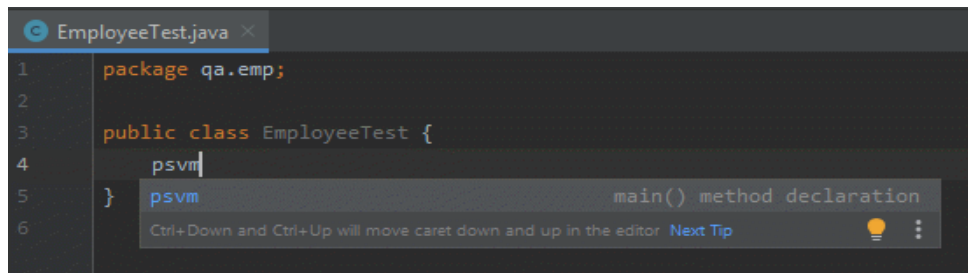 C EmployeeTest.java ×
1 package qa.emp;
2
3 public class EmployeeTest {
4 psvm
5 }
psvm main() method declaration
6
Ctrl+Down and Ctrl+Up will move caret down and up in the editor Next Tip